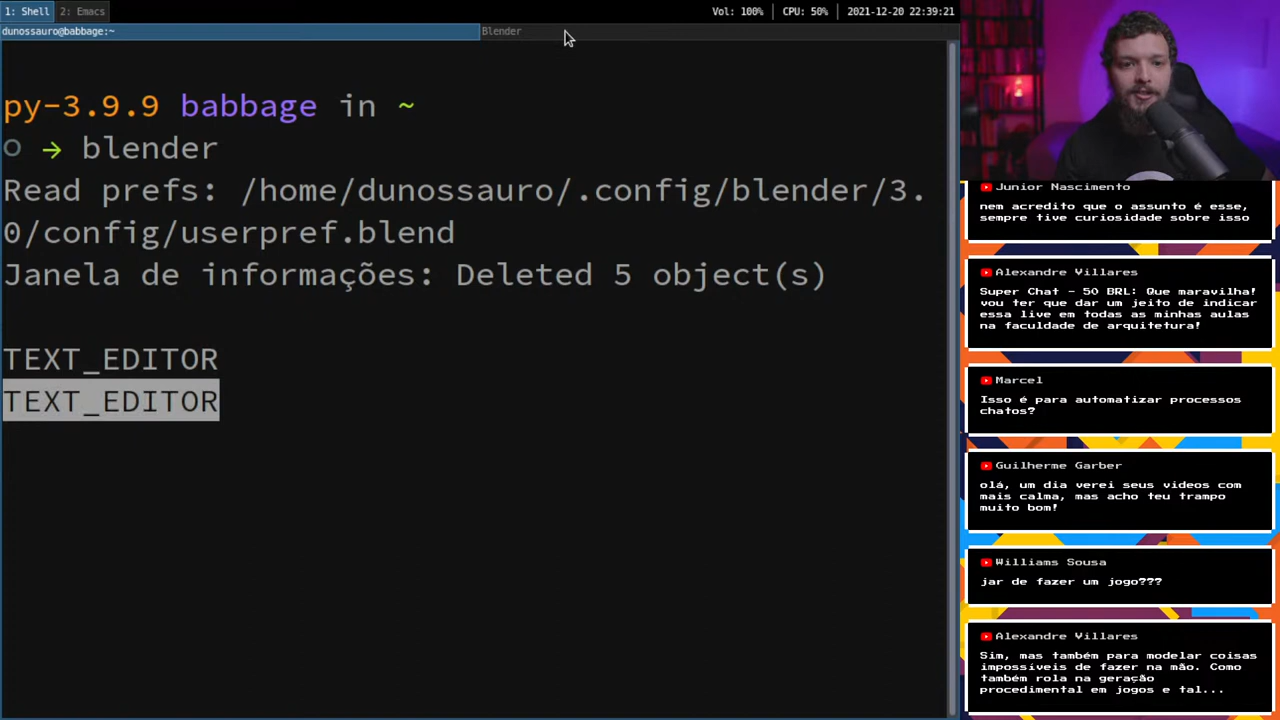 1: Shell
2: Emacs
Vol: 100%
CPU: 50%
2021-12-20 22:39:21
dunossauro@babbage:~
Blender
py-3.9.9 babbage in ~
○ → blender
Read prefs: /home/dunossauro/.config/blender/3.
0/config/userpref.blend
Janela de informações: Deleted 5 object(s)
TEXT_EDITOR
TEXT_EDITOR
Junior Nascimento
nem acredito que o assunto é esse,
sempre tive curiosidade sobre isso
Alexandre Villares
Super Chat - 50 BRL: Que maravilha!
vou ter que dar um jeito de indicar
essa live em todas as minhas aulas
na faculdade de arquitetura!
Marcel
Isso é para automatizar processos
chatos?
Guilherme Garber
olá, um dia verei seus videos com
mais calma, mas acho teu trampo
muito bom!
Williams Sousa
jar de fazer um jogo???
Alexandre Villares
Sim, mas também para modelar coisas
impossíveis de fazer na mão. Como
também rola na geração
procedimental em jogos e tal...